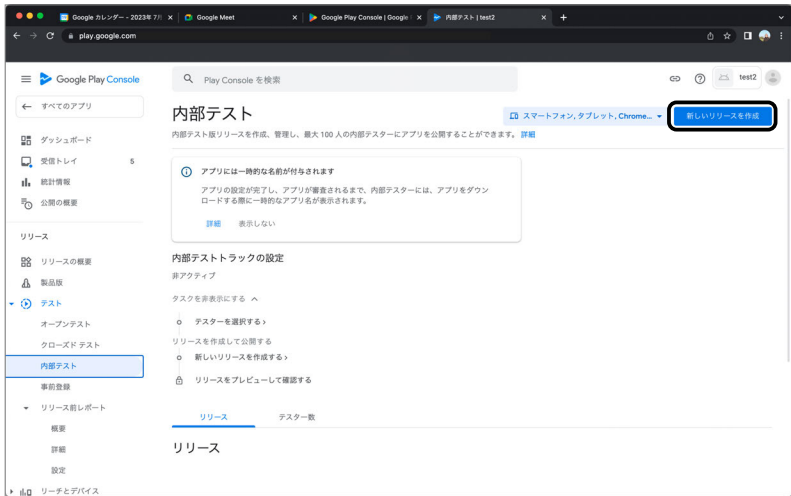 Google カレンダー - 2023年 7月
Google Meet
Google Play Console | Google
内部テスト | test2
play.google.com
Google Play Console
Play Console を検索
test2
すべてのアプリ
内部テスト
スマートフォン, タブレット, Chrome...
新しいリリースを作成
内部テスト版リリースを作成、管理し、最大 100 人の内部テスターにアプリを公開することができます。 詳細
ダッシュボード
受信トレイ 5
統計情報
公開の概要
アプリには一時的な名前が付与されます
アプリの設定が完了し、アプリが審査されるまで、内部テスターには、アプリをダウン
ロードする際に一時的なアプリ名が表示されます。
詳細 表示しない
リリース
リリースの概要
製品版
テスト
オープンテスト
クローズド テスト
内部テスト
事前登録
リリース前レポート
概要
詳細
設定
リーチとデバイス
内部テストトラックの設定
非アクティブ
タスクを非表示にする
テスターを選択する
リリースを作成して公開する
新しいリリースを作成する
リリースをプレビューして確認する
リリース テスター数
リリース